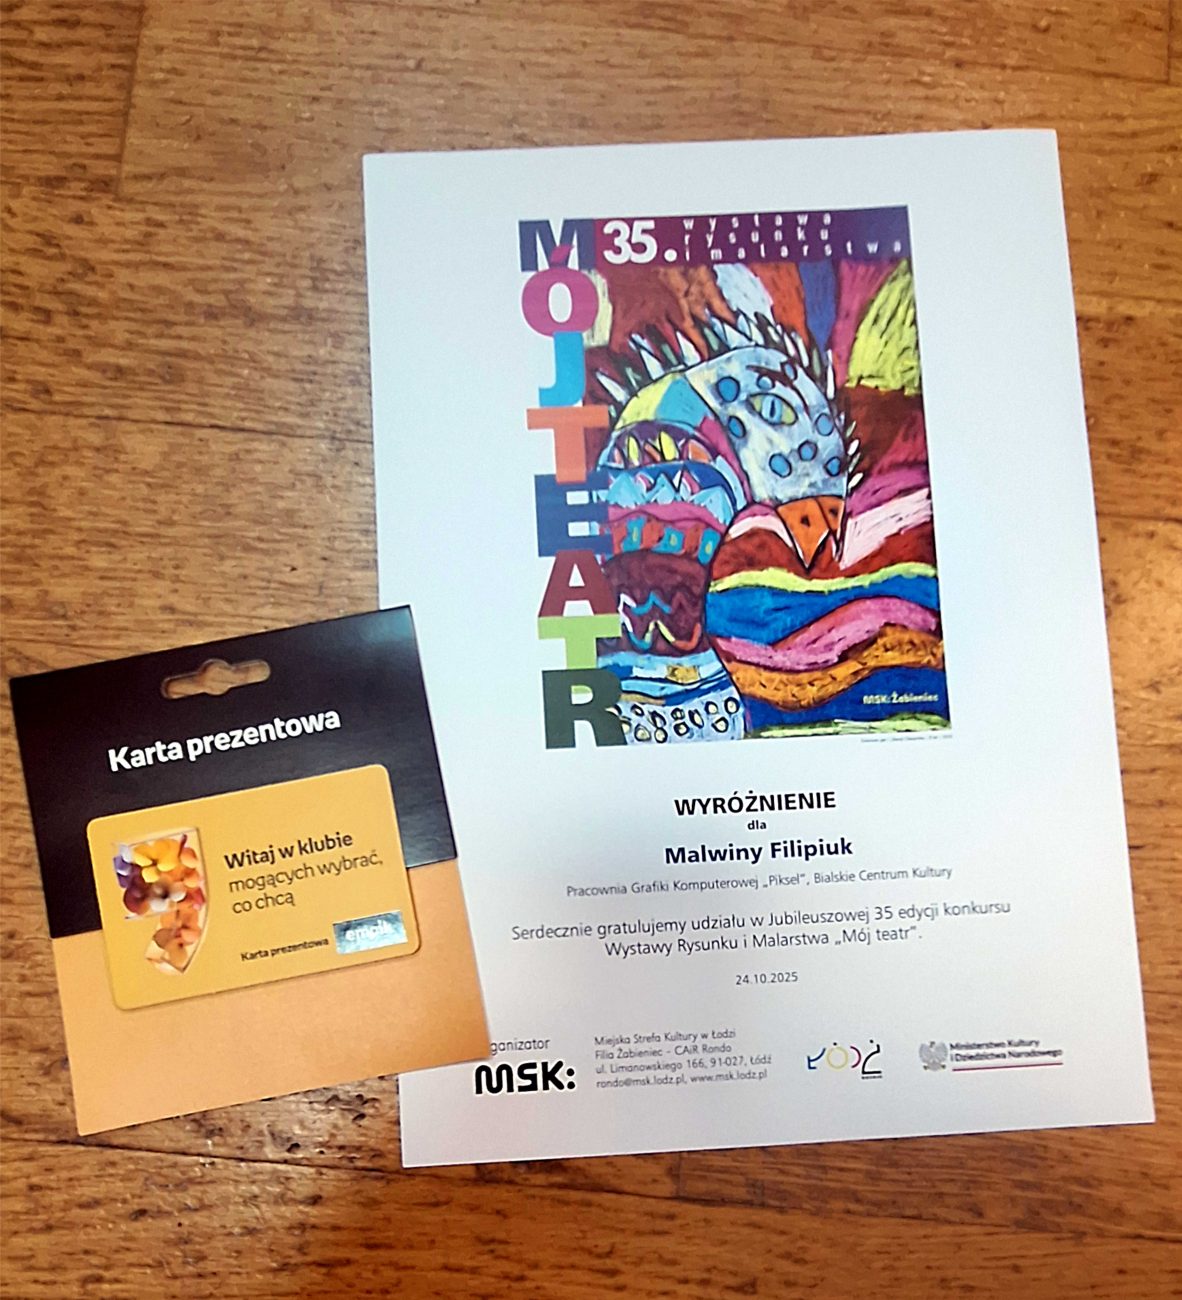 MÓJ TEATR
35. wystawa
rysunku
i malarstwa
MSK:Żabieniec
WYRÓŻNIENIE
dla
Malwiny Filipiuk
Pracownia Grafiki Komputerowej „Piksel”, Bialskie Centrum Kultury
Serdecznie gratulujemy udziału w Jubileuszowej 35 edycji konkursu
Wystawy Rysunku i Malarstwa „Mój teatr”.
24.10.2025
ganizator
MSK:
Miejska Strefa Kultury w Łodzi
Filia Żabieniec - CAiR Rondo
ul. Limanowskiego 166, 91-027, Łódź
rondo@msk.lodz.pl, www.msk.lodz.pl
Łódź
Ministerstwo Kultury
i Dziedzictwa Narodowego
Karta prezentowa
Witaj w klubie
mogących wybrać,
co chcą
Karta prezentowa
empik